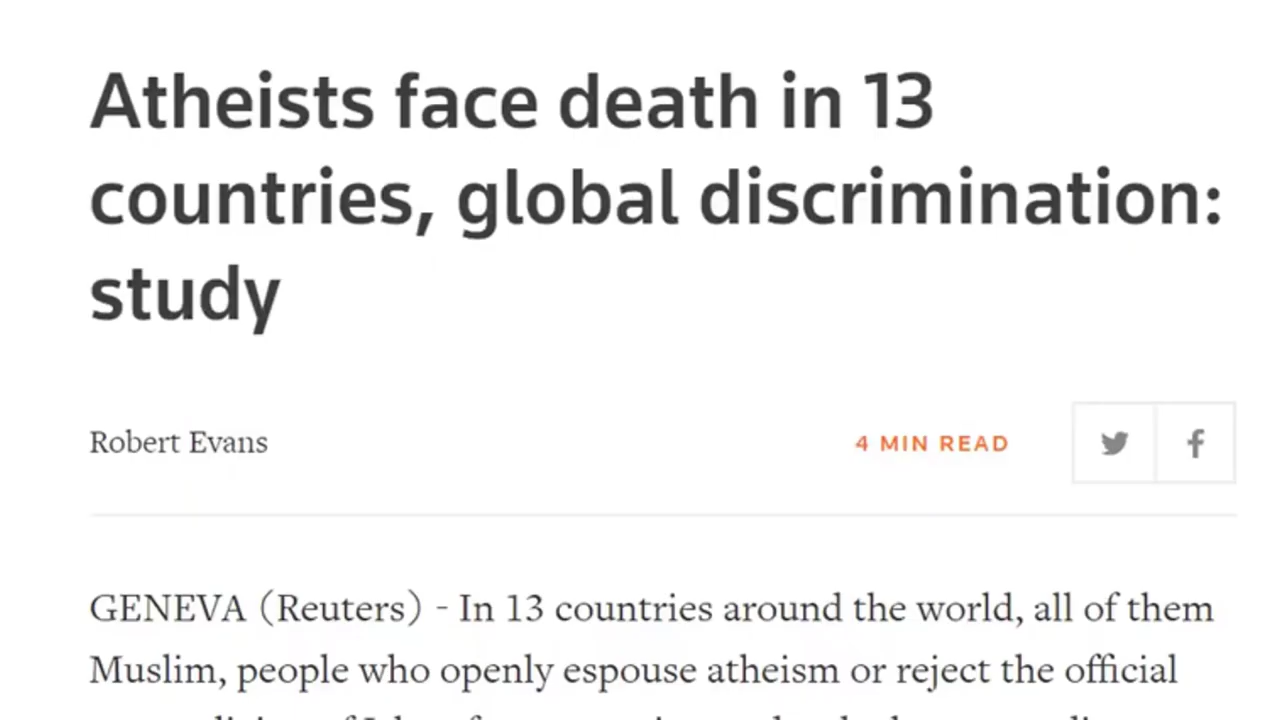 Atheists face death in 13
countries, global discrimination:
study
Robert Evans
4 MIN READ
GENEVA (Reuters) - In 13 countries around the world, all of them
Muslim, people who openly espouse atheism or reject the official